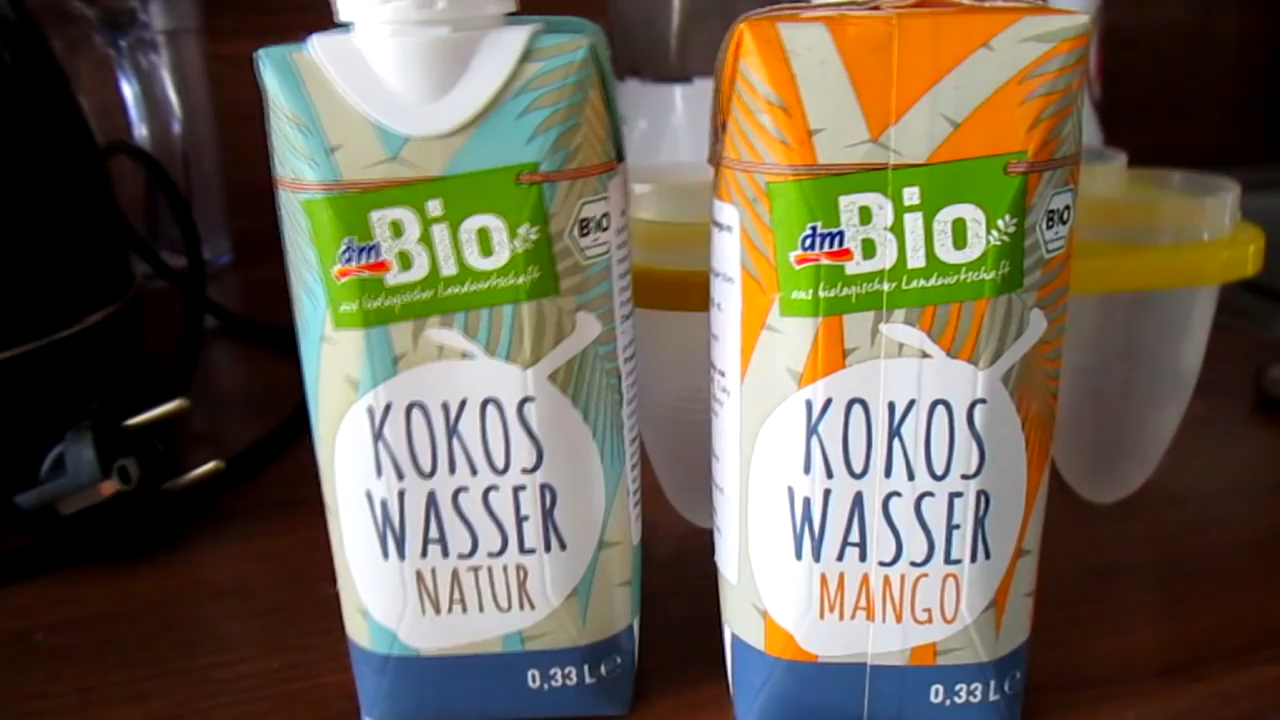 dm Bio
aus biologischer Landwirtschaft
BIO
KOKOS
WASSER
NATUR
0,33 L e
dm Bio
aus biologischer Landwirtschaft
BIO
KOKOS
WASSER
MANGO
0,33 L e